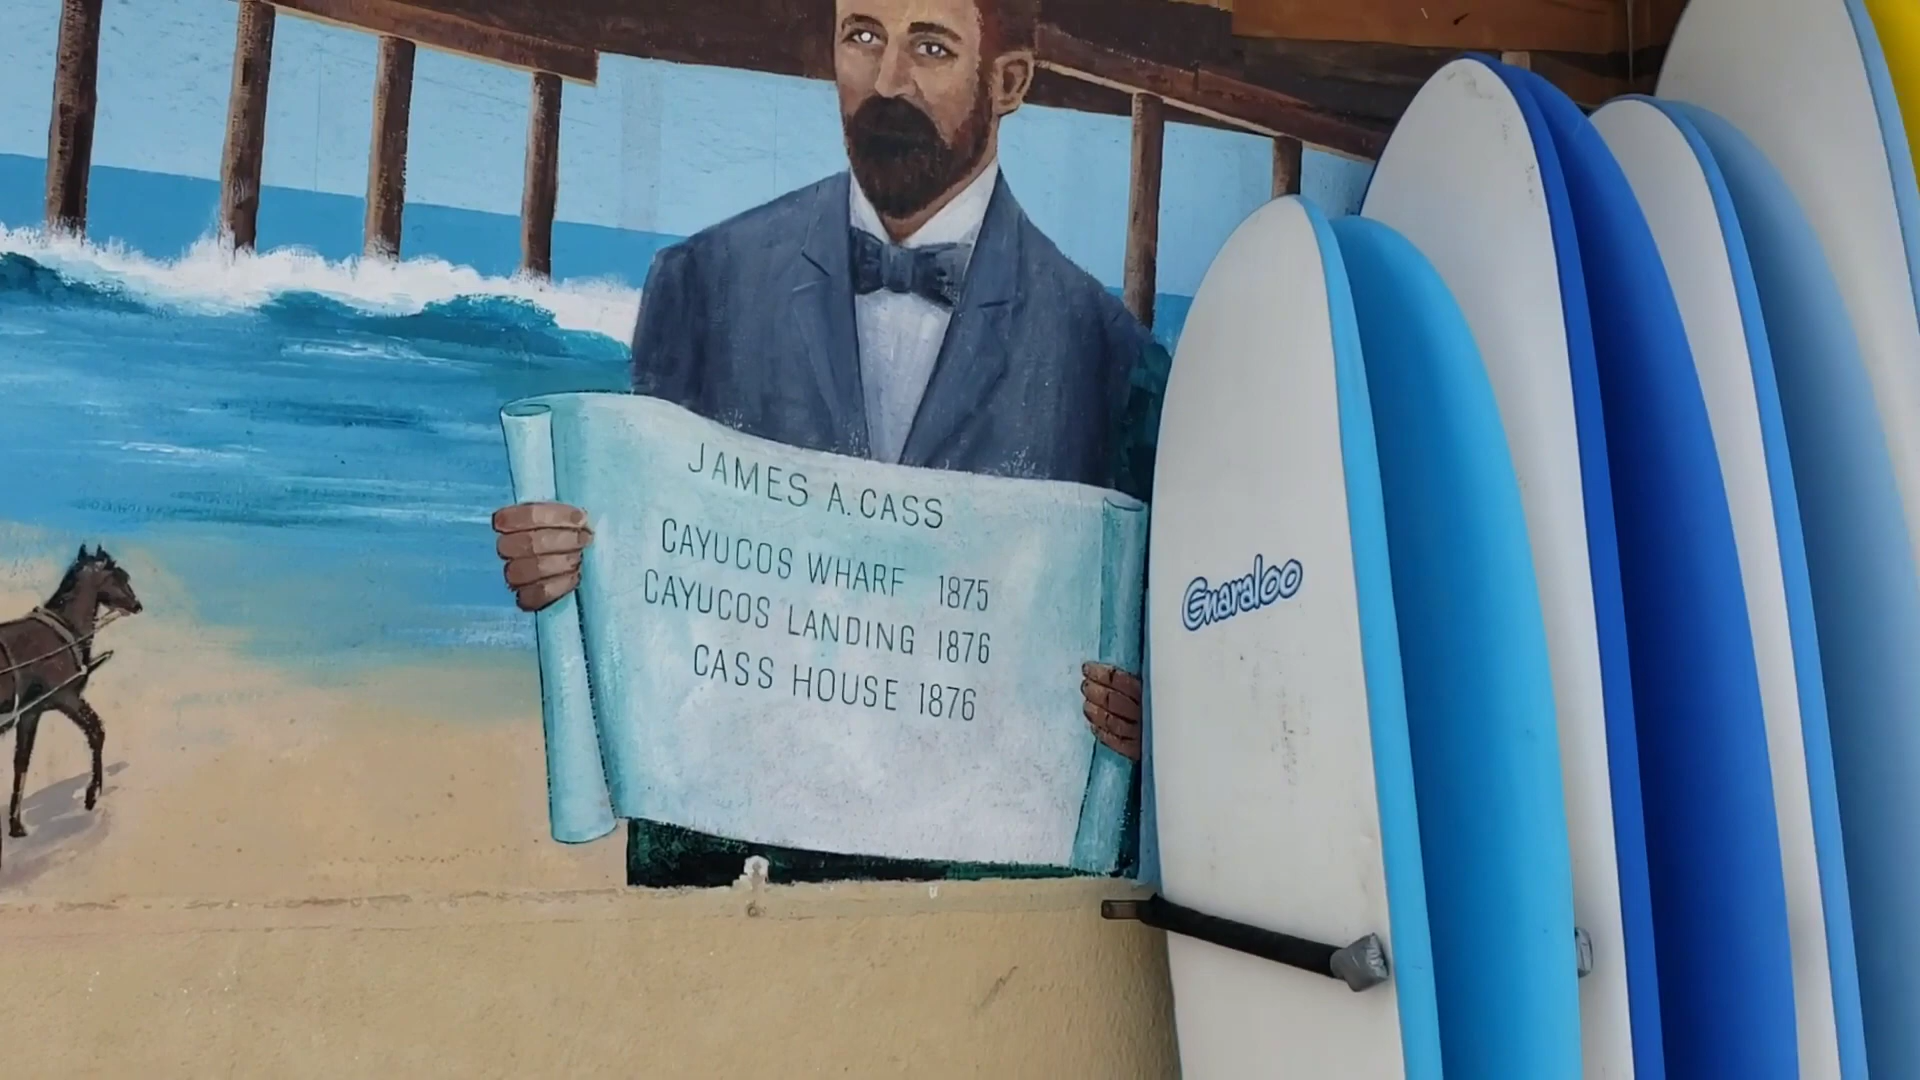 JAMES A. CASS
CAYUCOS WHARF 1875
CAYUCOS LANDING 1876
CASS HOUSE 1876
Gnaraloo